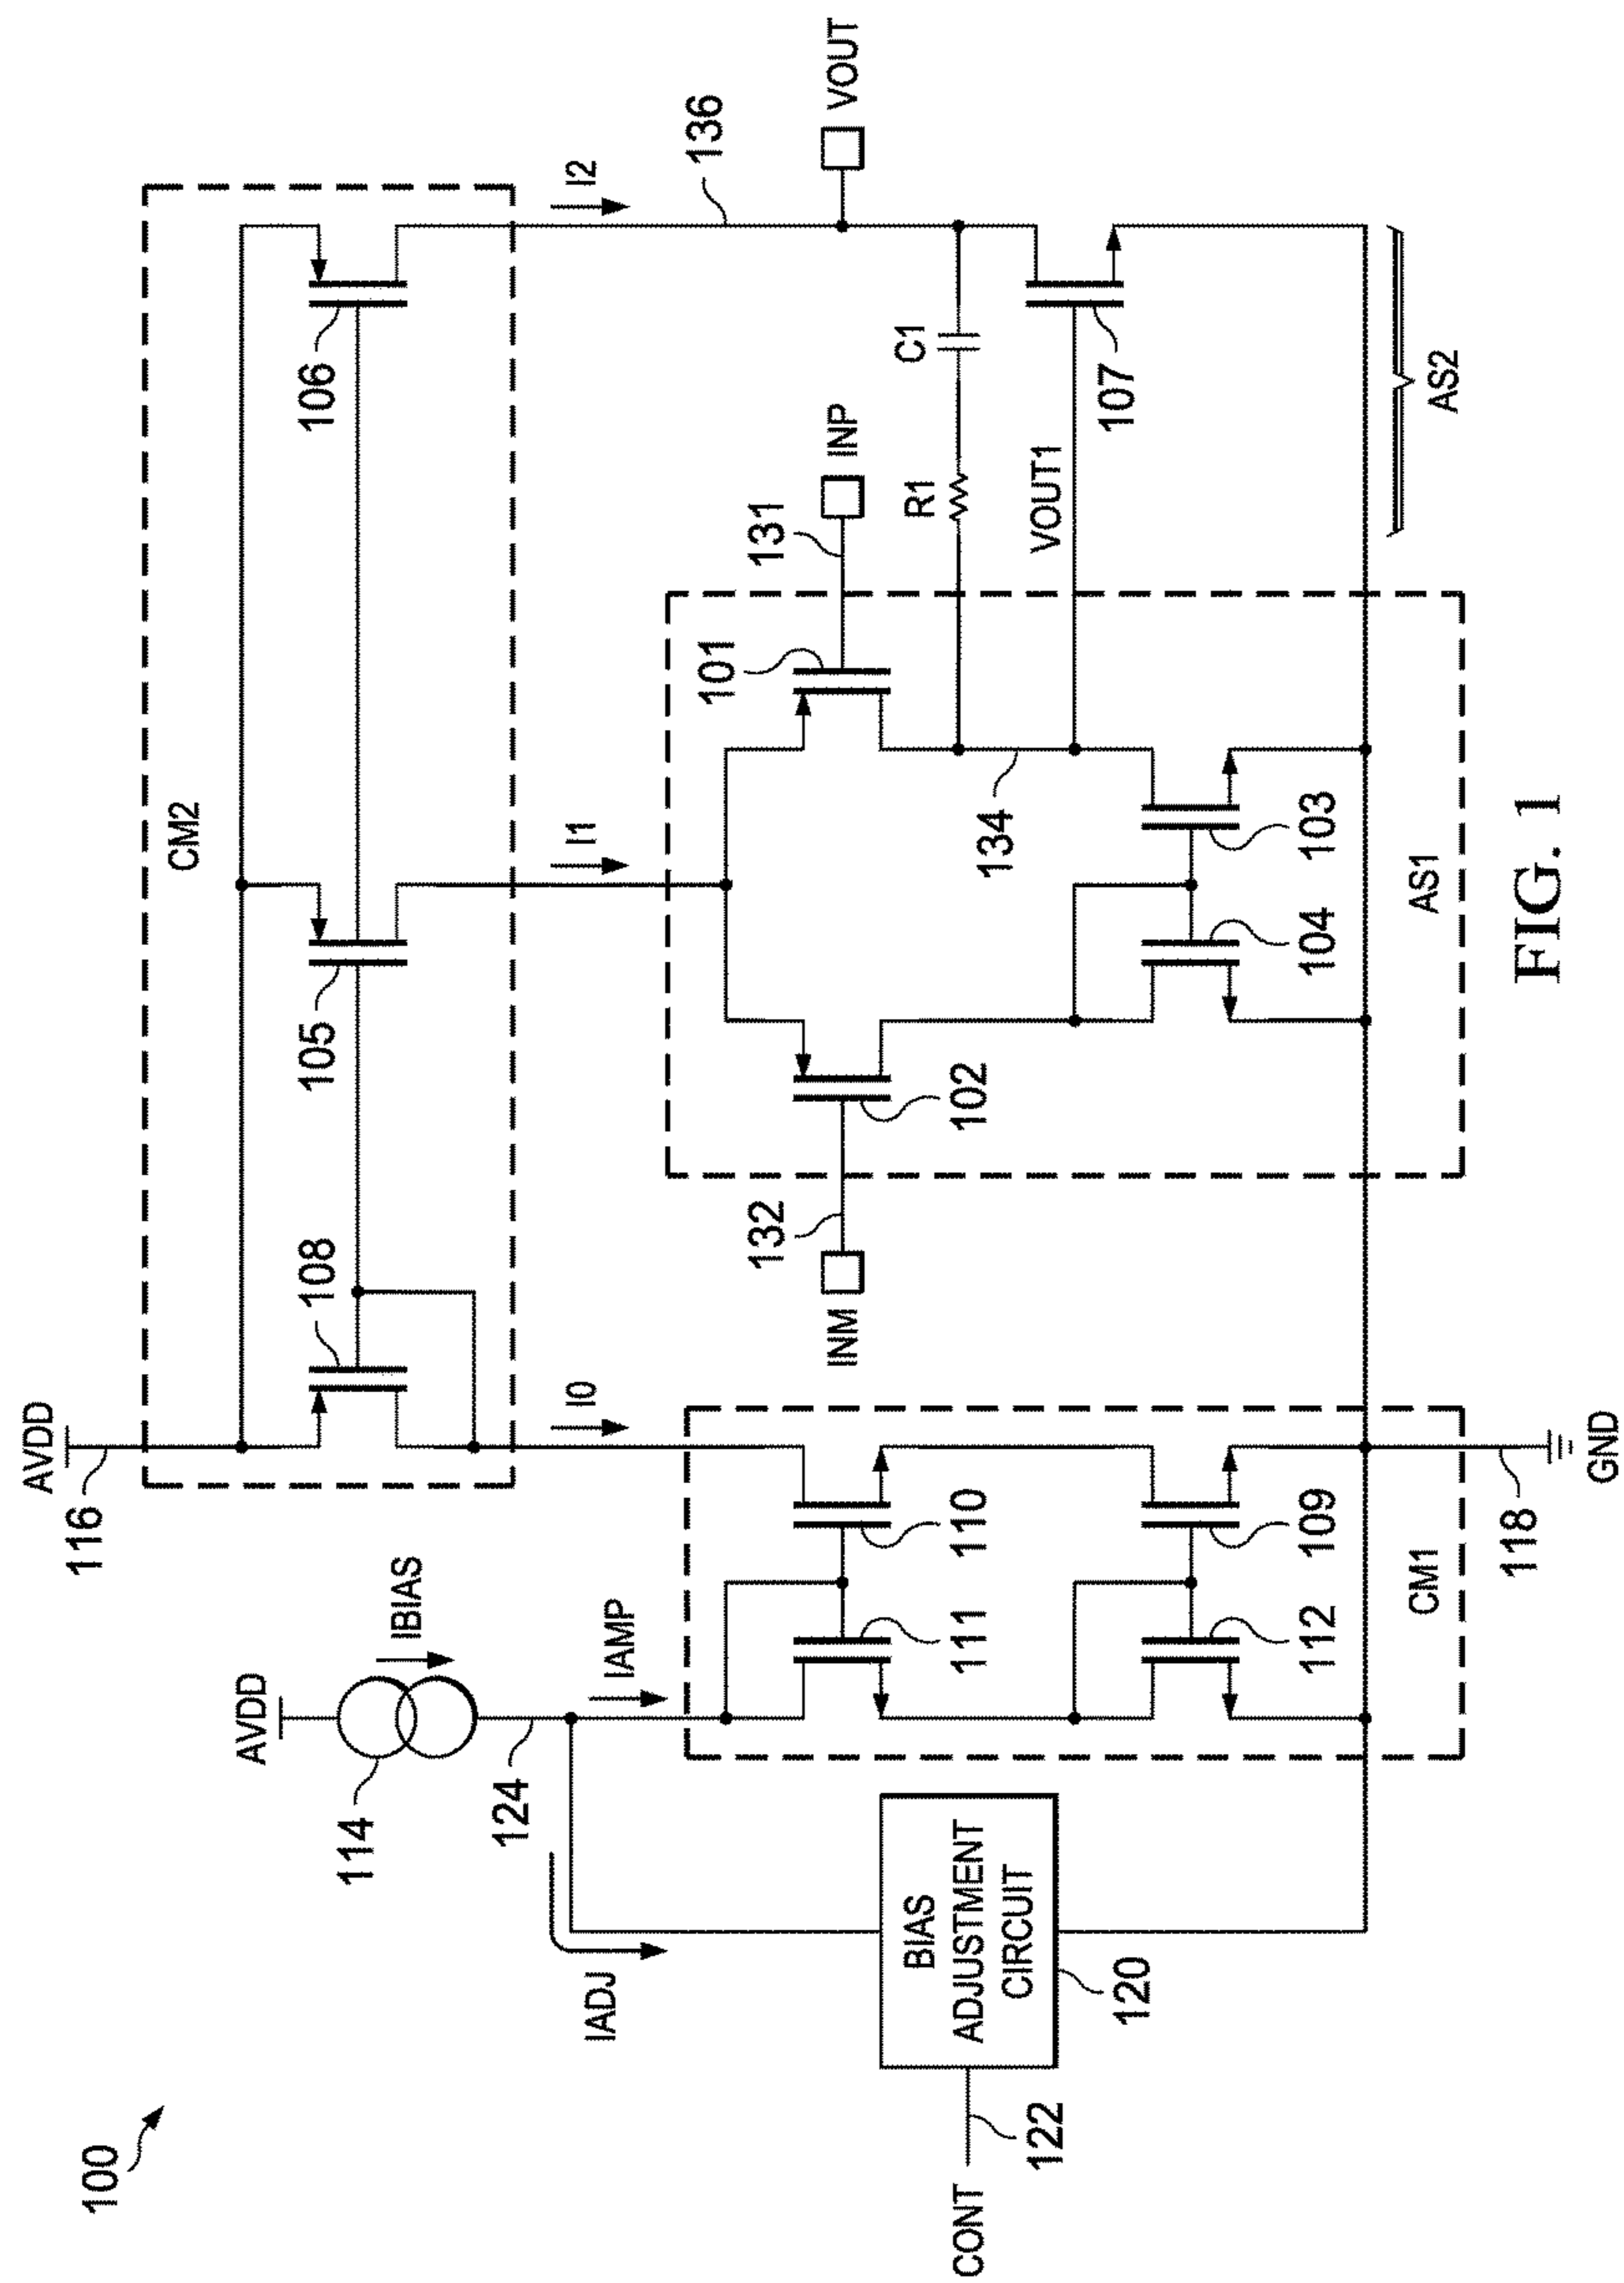 100
116
AVDD
CM2
108
105
106
AVDD
114
IBIAS
124
IAMP
IADJ
I0
I1
I2
136
VOUT
INM
132
102
101
131
INP
R1
C1
134
VOUT1
107
111
110
112
109
104
103
CONT
122
BIAS
ADJUSTMENT
CIRCUIT
120
CM1
AS1
AS2
118
GND
FIG. 1